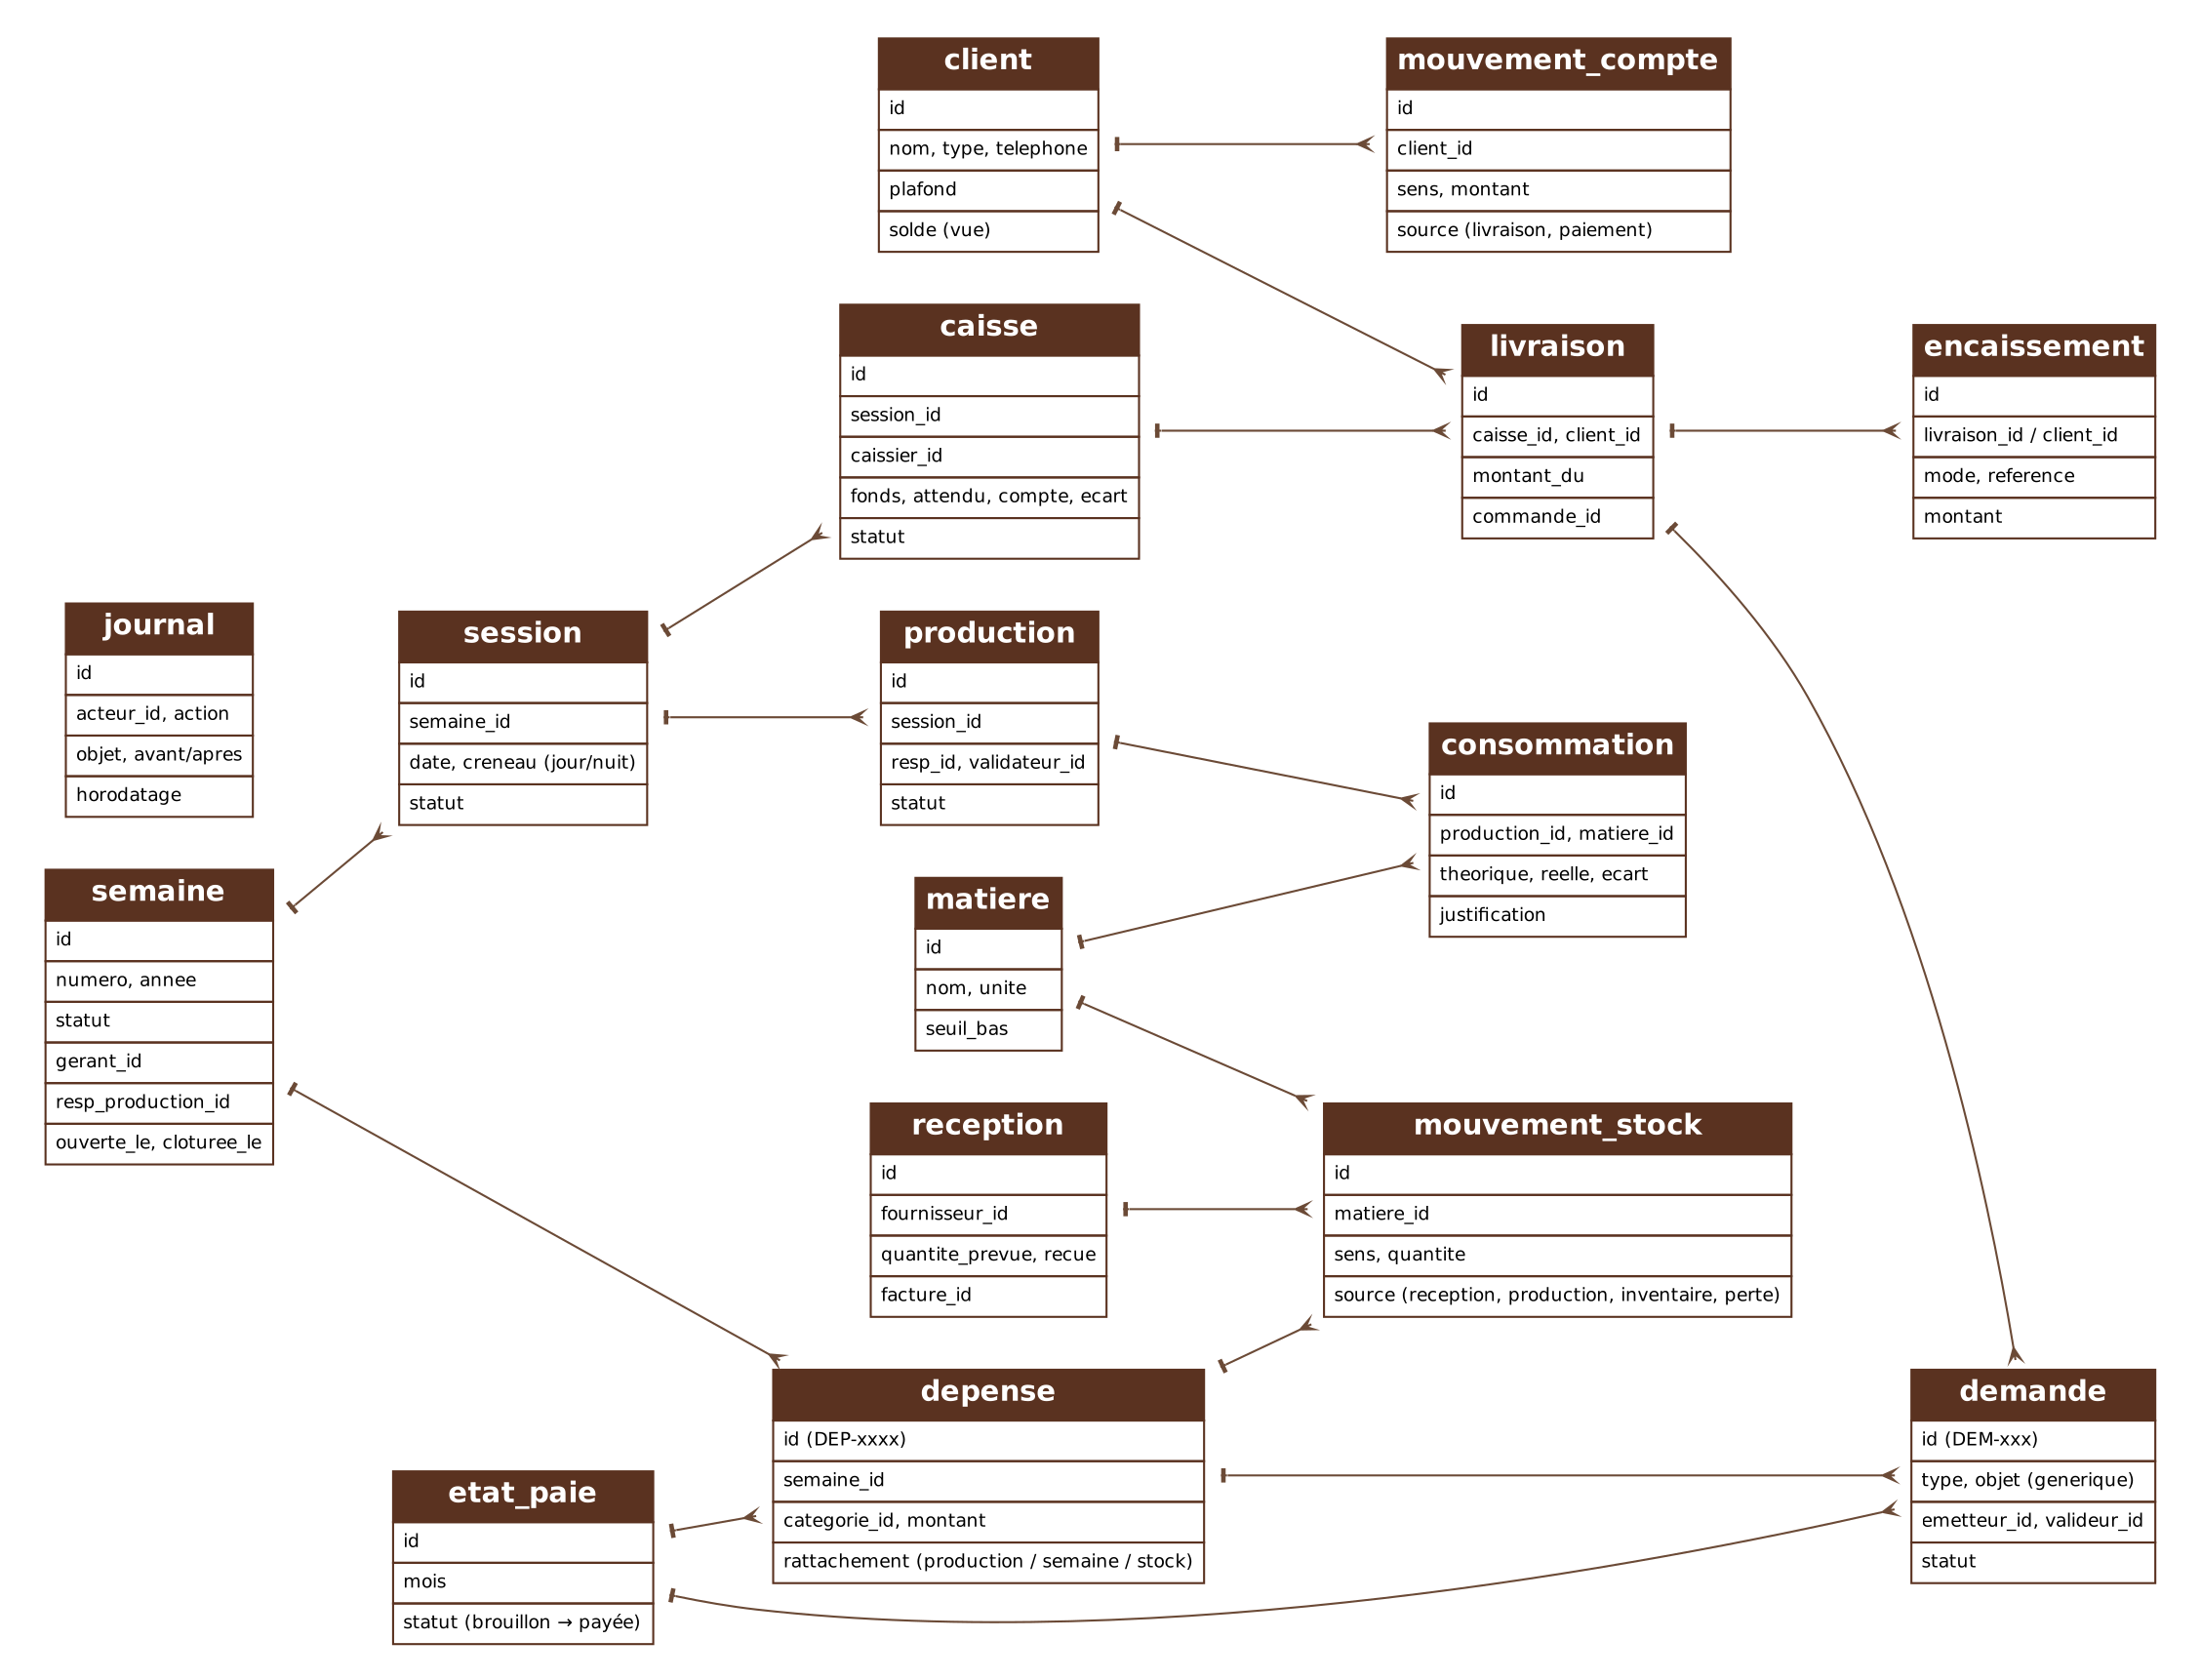 client
id
nom, type, telephone
plafond
solde (vue)
mouvement_compte
id
client_id
sens, montant
source (livraison, paiement)
caisse
id
session_id
caissier_id
fonds, attendu, compte, ecart
statut
livraison
id
caisse_id, client_id
montant_du
commande_id
encaissement
id
livraison_id / client_id
mode, reference
montant
journal
id
acteur_id, action
objet, avant/apres
horodatage
session
id
semaine_id
date, creneau (jour/nuit)
statut
production
id
session_id
resp_id, validateur_id
statut
consommation
id
production_id, matiere_id
theorique, reelle, ecart
justification
semaine
id
numero, annee
statut
gerant_id
resp_production_id
ouverte_le, cloturee_le
matiere
id
nom, unite
seuil_bas
reception
id
fournisseur_id
quantite_prevue, recue
facture_id
mouvement_stock
id
matiere_id
sens, quantite
source (reception, production, inventaire, perte)
depense
id (DEP-xxxx)
semaine_id
categorie_id, montant
rattachement (production / semaine / stock)
demande
id (DEM-xxx)
type, objet (generique)
emetteur_id, valideur_id
statut
etat_paie
id
mois
statut (brouillon → payée)